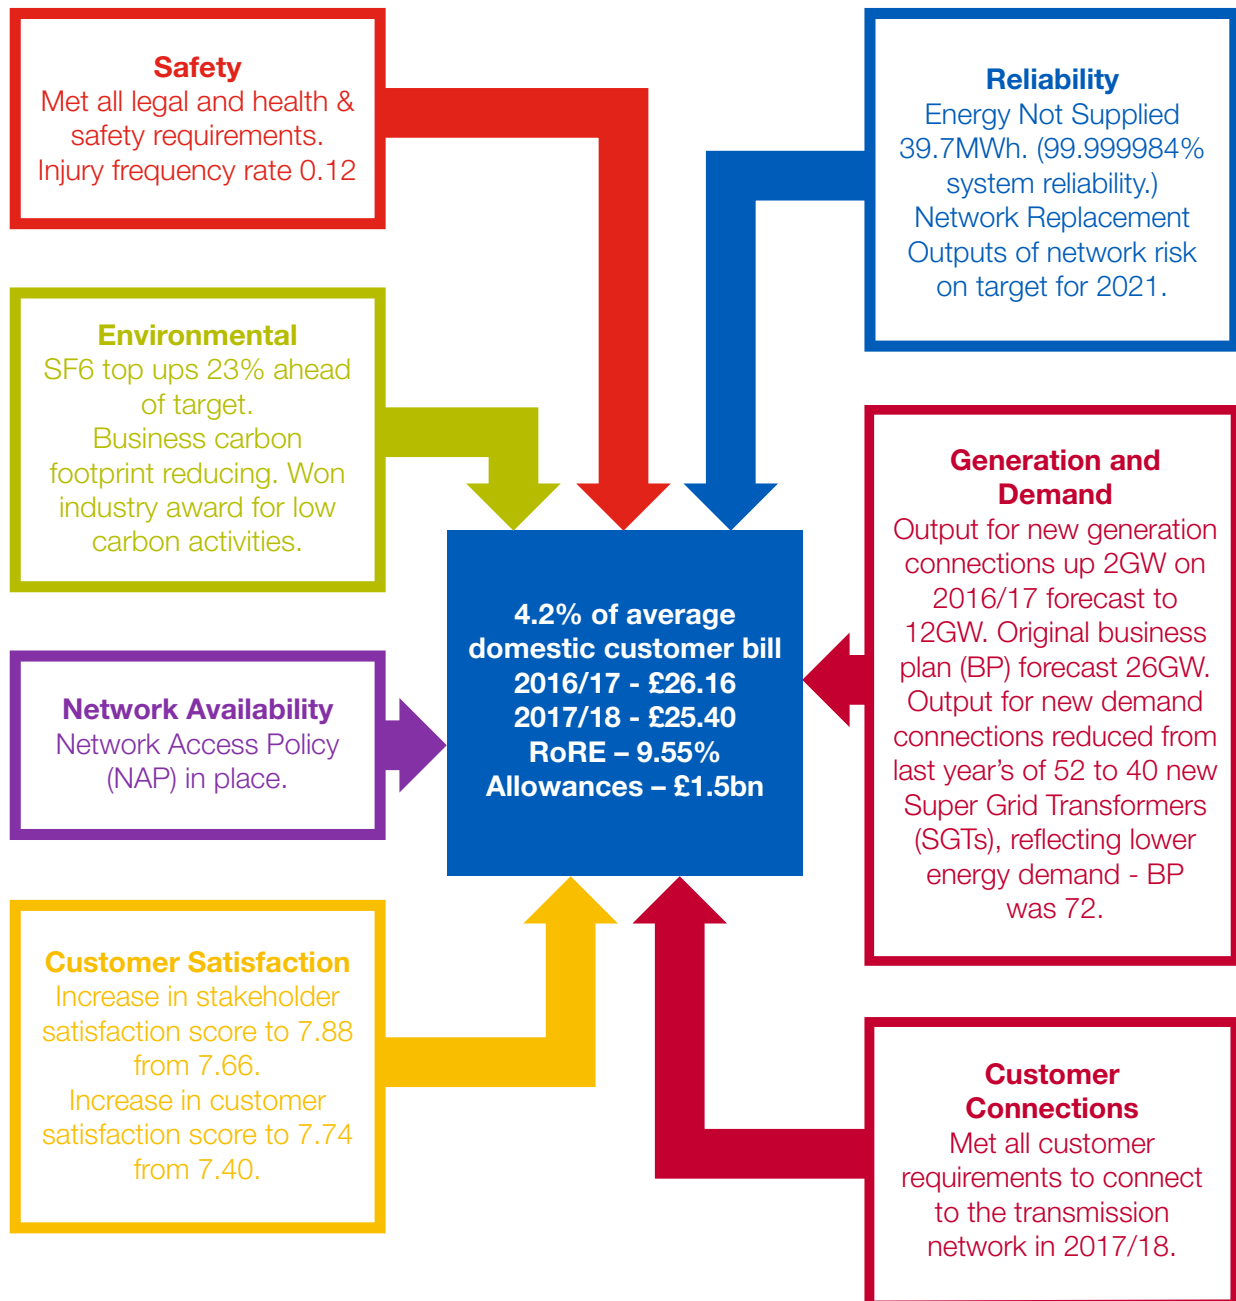 Safety
Met all legal and health &
safety requirements.
Injury frequency rate 0.12
Environmental
SF6 top ups 23% ahead
of target.
Business carbon
footprint reducing. Won
industry award for low
carbon activities.
Network Availability
Network Access Policy
(NAP) in place.
Customer Satisfaction
Increase in stakeholder
satisfaction score to 7.88
from 7.66.
Increase in customer
satisfaction score to 7.74
from 7.40.
4.2% of average
domestic customer bill
2016/17 - £26.16
2017/18 - £25.40
RoRE – 9.55%
Allowances – £1.5bn
Reliability
Energy Not Supplied
39.7MWh. (99.999984%
system reliability.)
Network Replacement
Outputs of network risk
on target for 2021.
Generation and
Demand
Output for new generation
connections up 2GW on
2016/17 forecast to
12GW. Original business
plan (BP) forecast 26GW.
Output for new demand
connections reduced from
last year’s of 52 to 40 new
Super Grid Transformers
(SGTs), reflecting lower
energy demand - BP
was 72.
Customer
Connections
Met all customer
requirements to connect
to the transmission
network in 2017/18.